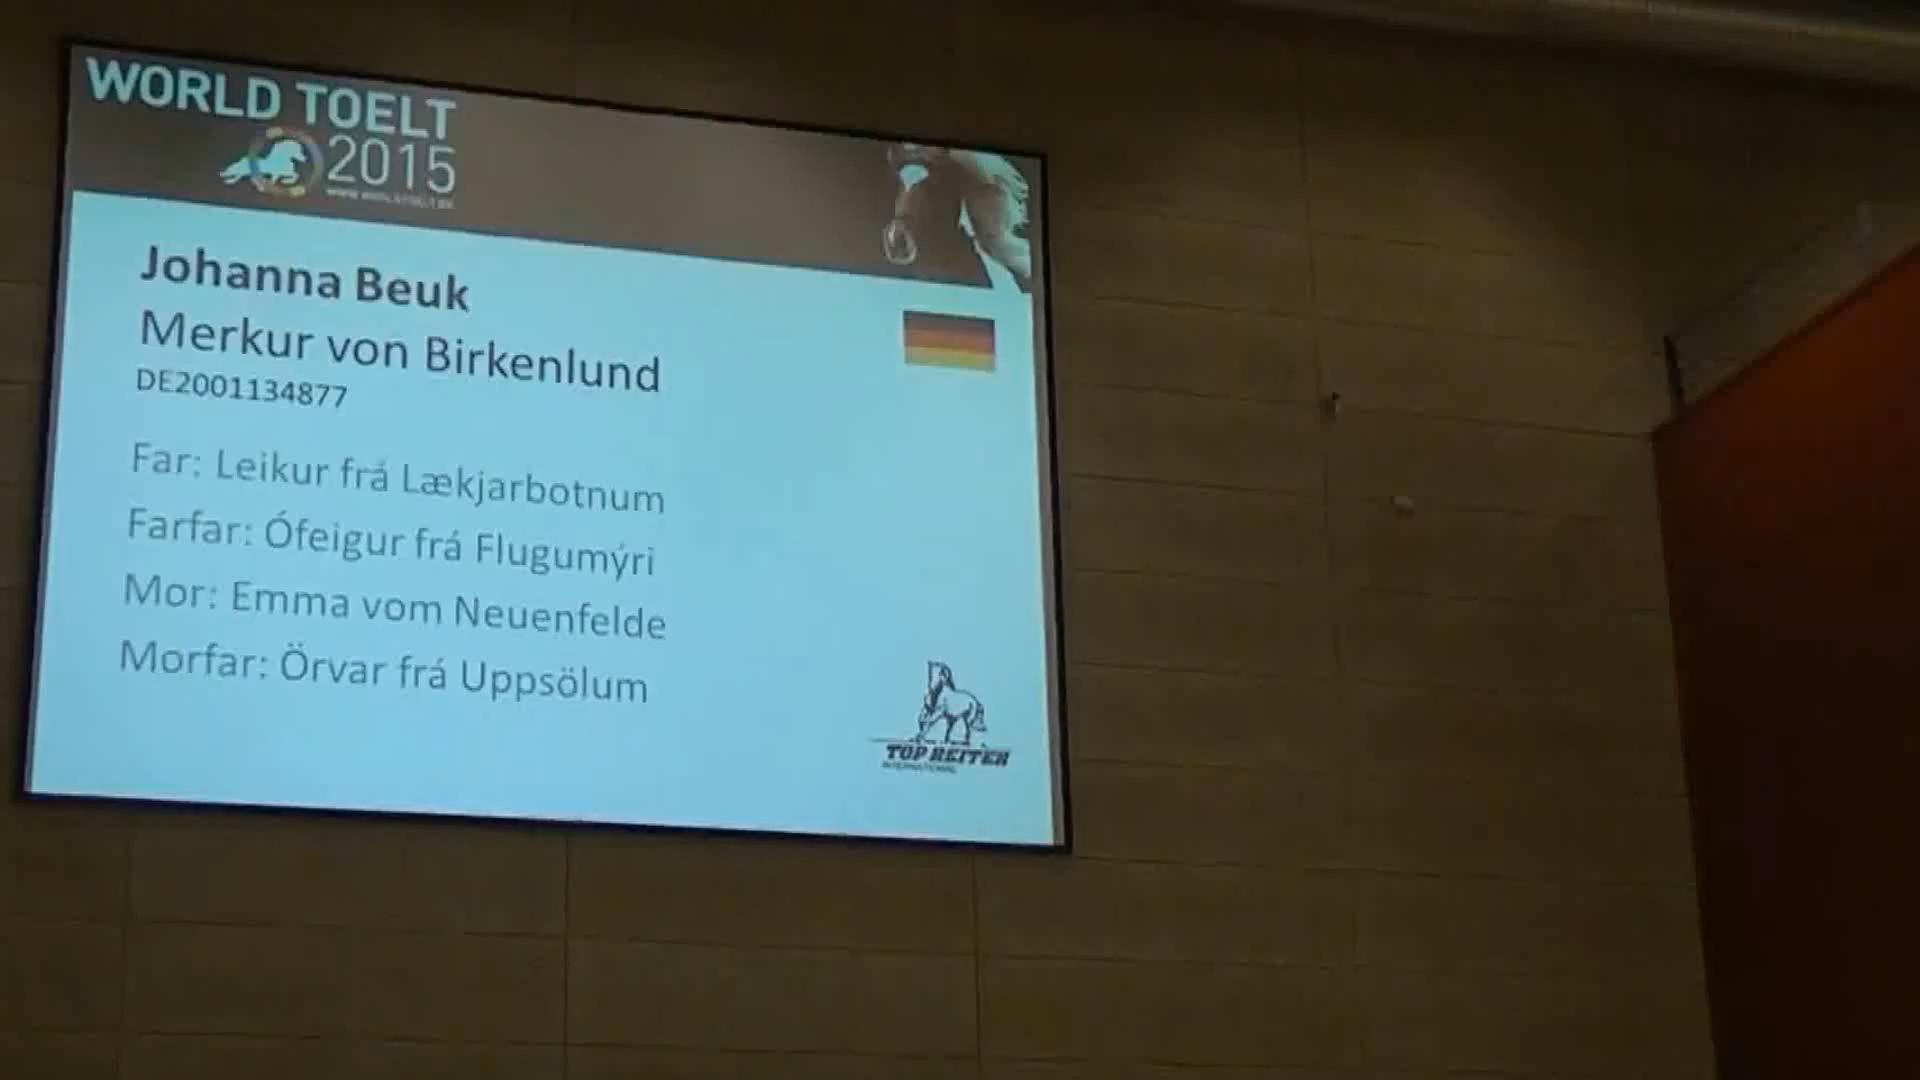 WORLD TOELT
2015
Johanna Beuk
Merkur von Birkenlund
DE2001134877
Far: Leikur frá Lækjarbotnum
Farfar: Ófeigur frá Flugumýri
Mor: Emma vom Neuenfelde
Morfar: Örvar frá Uppsölum
TOP REITER
INTERNATIONAL